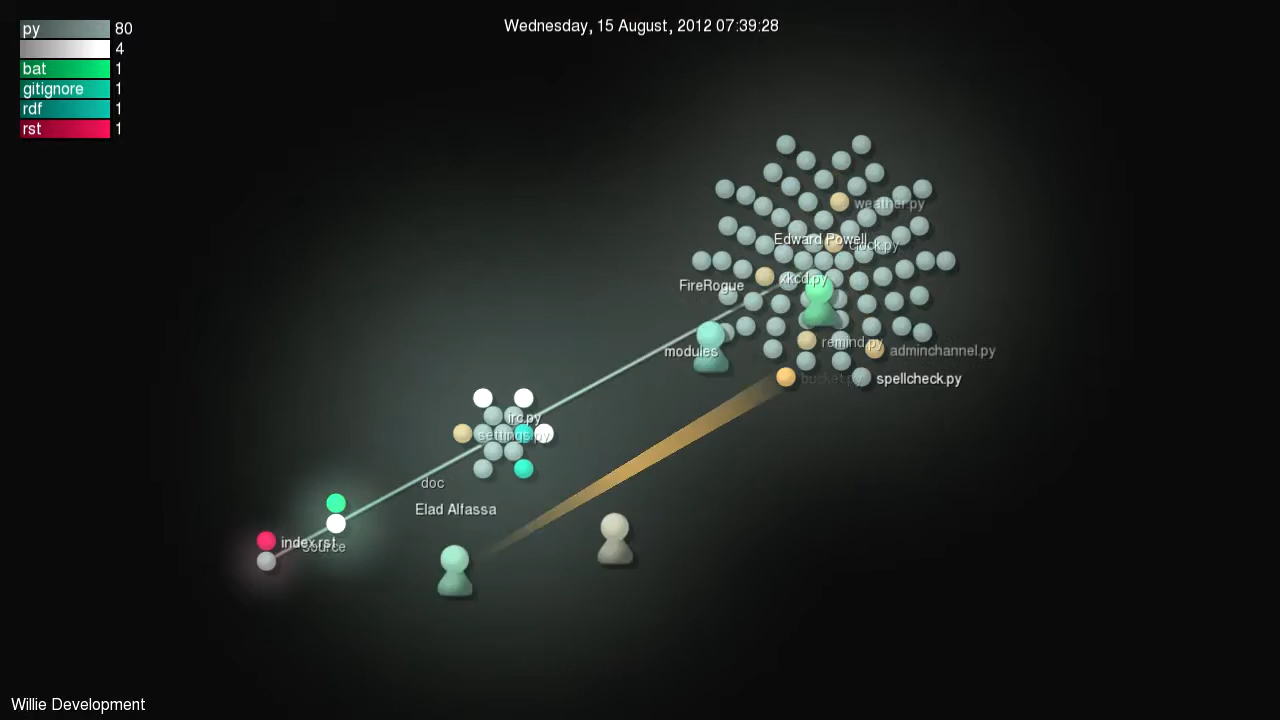 Wednesday, 15 August, 2012 07:39:28
py 80
4
bat 1
gitignore 1
rdf 1
rst 1
weather.py
Edward Powell
clock.py
xkcd.py
FireRogue
remind.py
modules
adminchannel.py
bucket.py
spellcheck.py
irc.py
settings.py
doc
Elad Alfassa
index.rst
source
Willie Development